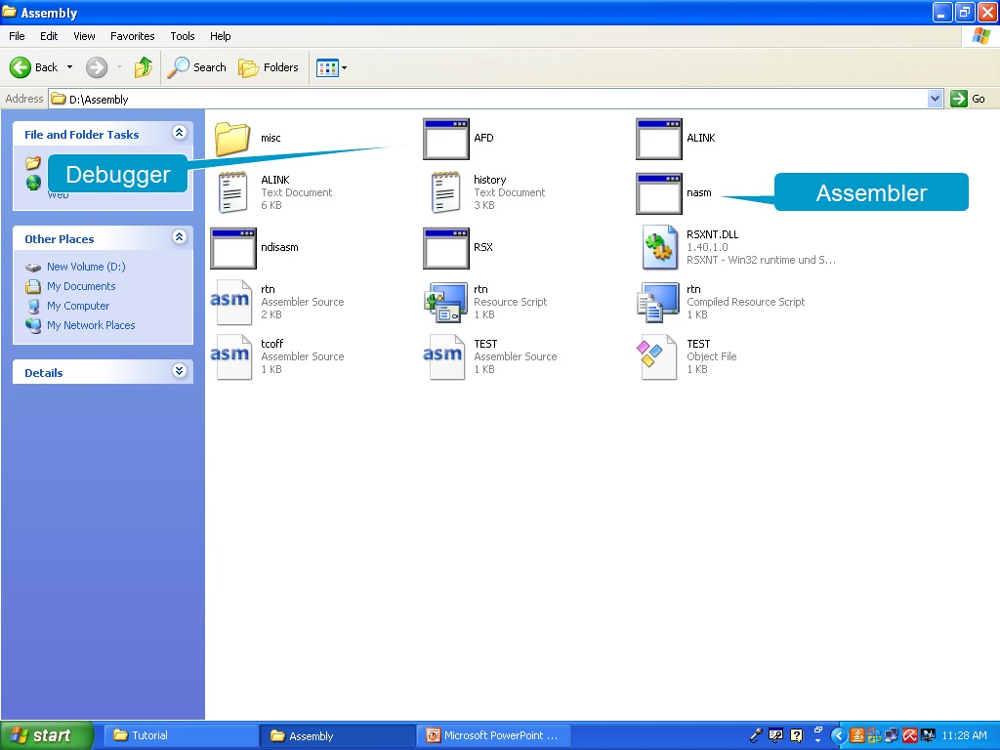 Assembly
File Edit View Favorites Tools Help
Back Search Folders
Address D:\Assembly Go
File and Folder Tasks
Debugger
Web
Other Places
New Volume (D:)
My Documents
My Computer
My Network Places
Details
misc
AFD
ALINK
ALINK
Text Document
6 KB
history
Text Document
3 KB
nasm
Assembler
ndisasm
RSX
RSXNT.DLL
1.40.1.0
RSXNT - Win32 runtime und S...
rtn
Assembler Source
2 KB
rtn
Resource Script
1 KB
rtn
Compiled Resource Script
1 KB
tcoff
Assembler Source
1 KB
TEST
Assembler Source
1 KB
TEST
Object File
1 KB
asm
asm
asm
start Tutorial Assembly Microsoft PowerPoint ... 11:28 AM